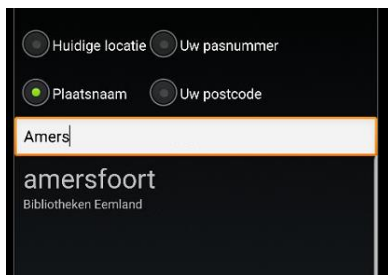 Huidige locatie Uw pasnummer
Plaatsnaam Uw postcode
Amers
amersfoort
Bibliotheken Eemland